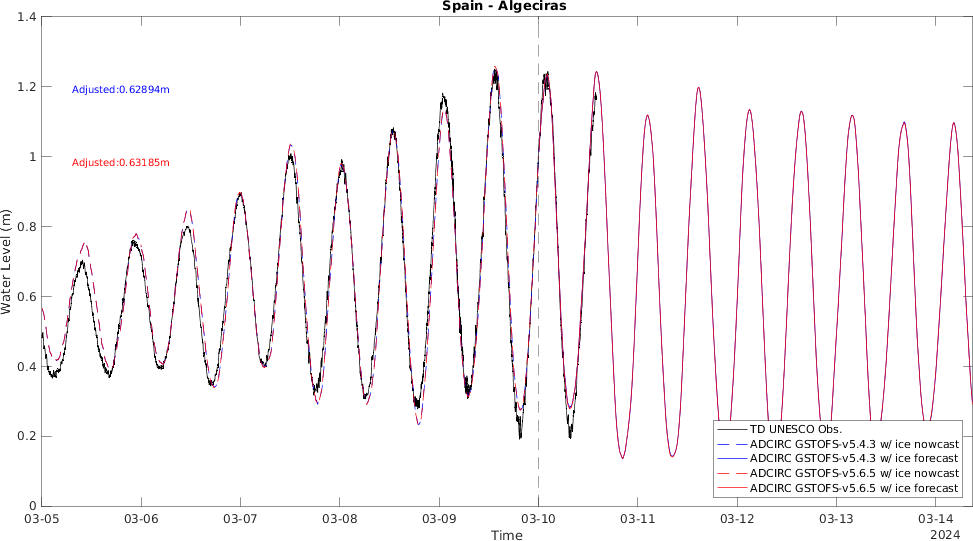 Spain - Algeciras
1.4
1.2
1
0.8
0.6
0.4
0.2
0
Water Level (m)
Adjusted:0.62894m
Adjusted:0.63185m
TD UNESCO Obs.
ADCIRC GSTOFS-v5.4.3 w/ ice nowcast
ADCIRC GSTOFS-v5.4.3 w/ ice forecast
ADCIRC GSTOFS-v5.6.5 w/ ice nowcast
ADCIRC GSTOFS-v5.6.5 w/ ice forecast
03-05 03-06 03-07 03-08 03-09 03-10 03-11 03-12 03-13 03-14
2024
Time